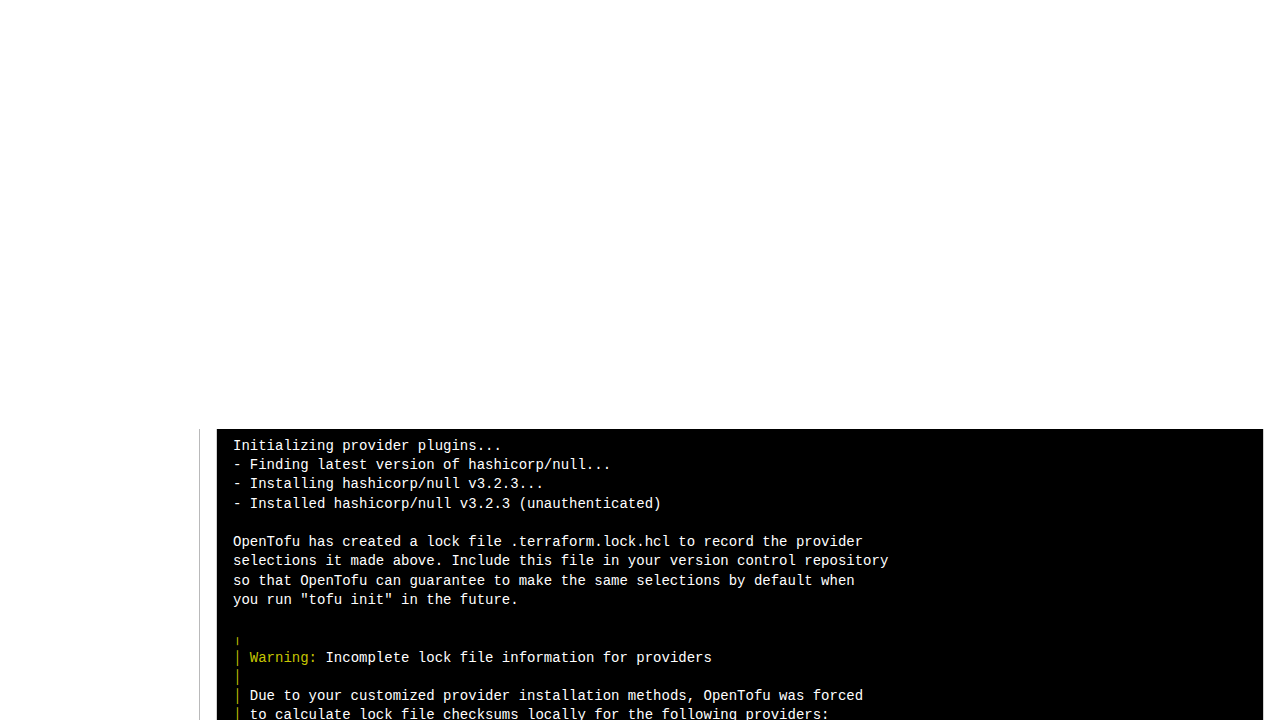 Initializing provider plugins...
- Finding latest version of hashicorp/null...
- Installing hashicorp/null v3.2.3...
- Installed hashicorp/null v3.2.3 (unauthenticated)
OpenTofu has created a lock file .terraform.lock.hcl to record the provider
selections it made above. Include this file in your version control repository
so that OpenTofu can guarantee to make the same selections by default when
you run "tofu init" in the future.
Warning: Incomplete lock file information for providers
Due to your customized provider installation methods, OpenTofu was forced
to calculate lock file checksums locally for the following providers: